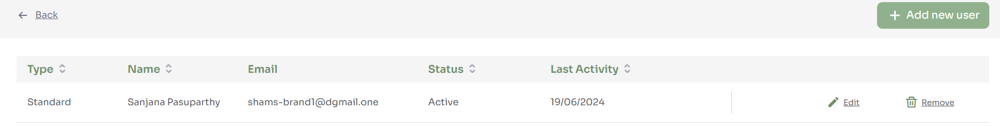 Back
Add new user
Type Name Email Status Last Activity
Standard Sanjana Pasuparthy shams-brand1@dgmail.one Active 19/06/2024 Edit Remove